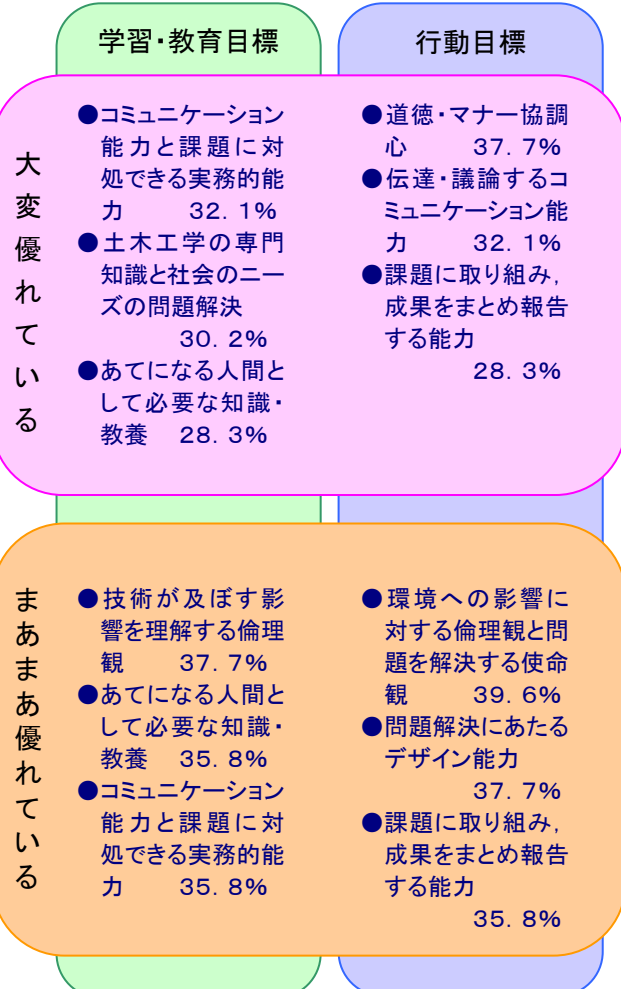 学習・教育目標
行動目標
大変優れている
●コミュニケーション
能力と課題に対
処できる実務的能
力 32.1%
●土木工学の専門
知識と社会のニー
ズの問題解決
30.2%
●あてになる人間と
して必要な知識・
教養 28.3%
●道徳・マナー協調
心 37.7%
●伝達・議論するコ
ミュニケーション能
力 32.1%
●課題に取り組み,
成果をまとめ報告
する能力
28.3%
まあまあ優れている
●技術が及ぼす影
響を理解する倫理
観 37.7%
●あてになる人間と
して必要な知識・
教養 35.8%
●コミュニケーション
能力と課題に対
処できる実務的能
力 35.8%
●環境への影響に
対する倫理観と問
題を解決する使命
観 39.6%
●問題解決にあたる
デザイン能力
37.7%
●課題に取り組み,
成果をまとめ報告
する能力
35.8%